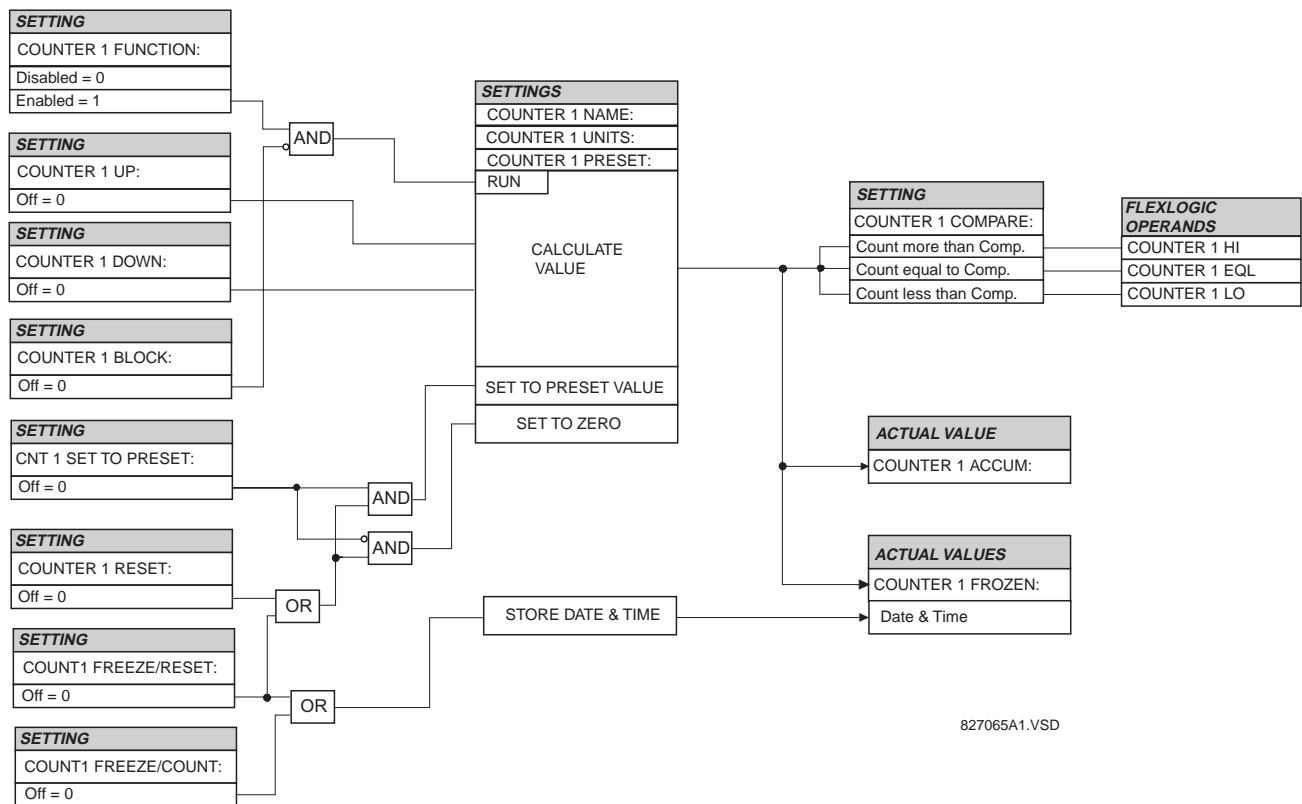 SETTING
COUNTER 1 FUNCTION:
Disabled = 0
Enabled = 1
SETTING
COUNTER 1 UP:
Off = 0
SETTING
COUNTER 1 DOWN:
Off = 0
SETTING
COUNTER 1 BLOCK:
Off = 0
SETTING
CNT 1 SET TO PRESET:
Off = 0
SETTING
COUNTER 1 RESET:
Off = 0
SETTING
COUNT1 FREEZE/RESET:
Off = 0
SETTING
COUNT1 FREEZE/COUNT:
Off = 0
AND
AND
AND
OR
OR
SETTINGS
COUNTER 1 NAME:
COUNTER 1 UNITS:
COUNTER 1 PRESET:
RUN
CALCULATE
VALUE
SET TO PRESET VALUE
SET TO ZERO
STORE DATE & TIME
SETTING
COUNTER 1 COMPARE:
Count more than Comp.
Count equal to Comp.
Count less than Comp.
FLEXLOGIC
OPERANDS
COUNTER 1 HI
COUNTER 1 EQL
COUNTER 1 LO
ACTUAL VALUE
COUNTER 1 ACCUM:
ACTUAL VALUES
COUNTER 1 FROZEN:
Date & Time
827065A1.VSD